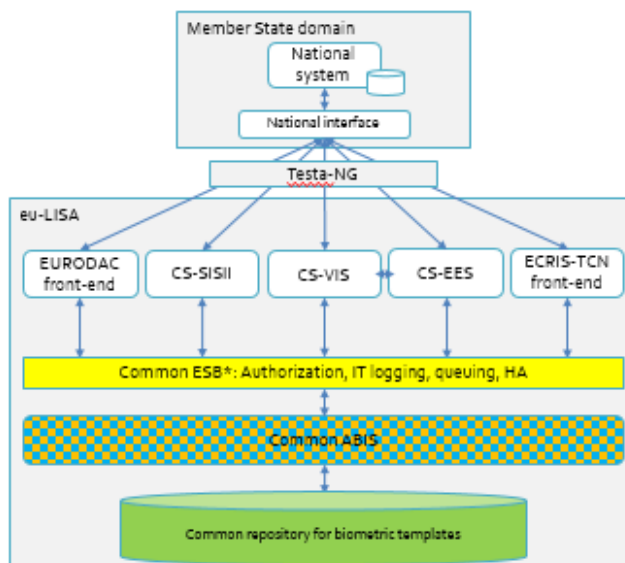 Member State domain
National
system
National interface
Testa-NG
eu-LISA
EURODAC
front-end
CS-SISII
CS-VIS
CS-EES
ECRIS-TCN
front-end
Common ESB*: Authorization, IT logging, queuing, HA
Common ABIS
Common repository for biometric templates